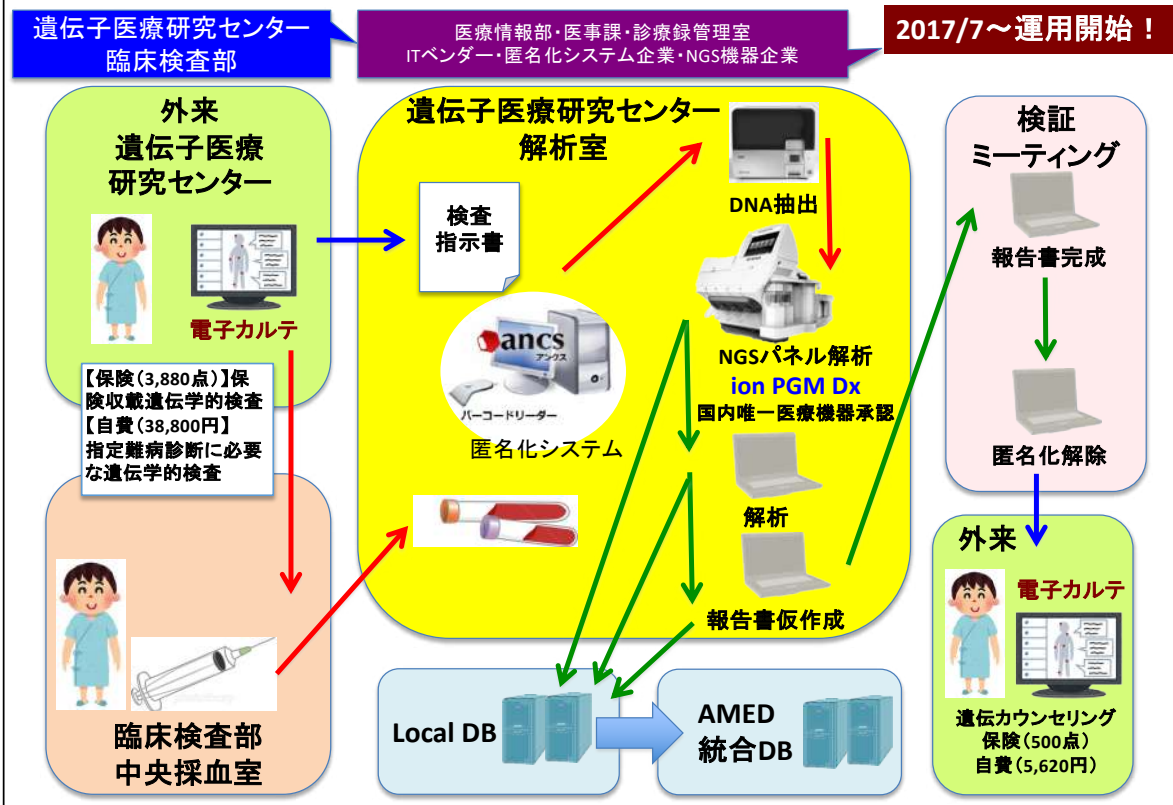 遺伝子医療研究センター
臨床検査部
医療情報部・医事課・診療録管理室
ITベンダー・匿名化システム企業・NGS機器企業
2017/7～運用開始！
外来
遺伝子医療
研究センター
電子カルテ
【保険（3,880点）】保
険収載遺伝学的検査
【自費（38,800円】
指定難病診断に必要
な遺伝学的検査
臨床検査部
中央採血室
遺伝子医療研究センター
解析室
検査
指示書
ancs
アンクス
バーコードリーダー
匿名化システム
DNA抽出
NGSパネル解析
ion PGM Dx
国内唯一医療機器承認
解析
報告書仮作成
Local DB
AMED
統合DB
検証
ミーティング
報告書完成
匿名化解除
外来
電子カルテ
遺伝カウンセリング
保険（500点）
自費（5,620円）